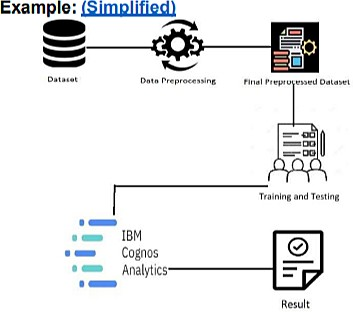 Example: (Simplified)
Dataset
Data Preprocessing
Final Preprocessed Dataset
Training and Testing
IBM
Cognos
Analytics
Result